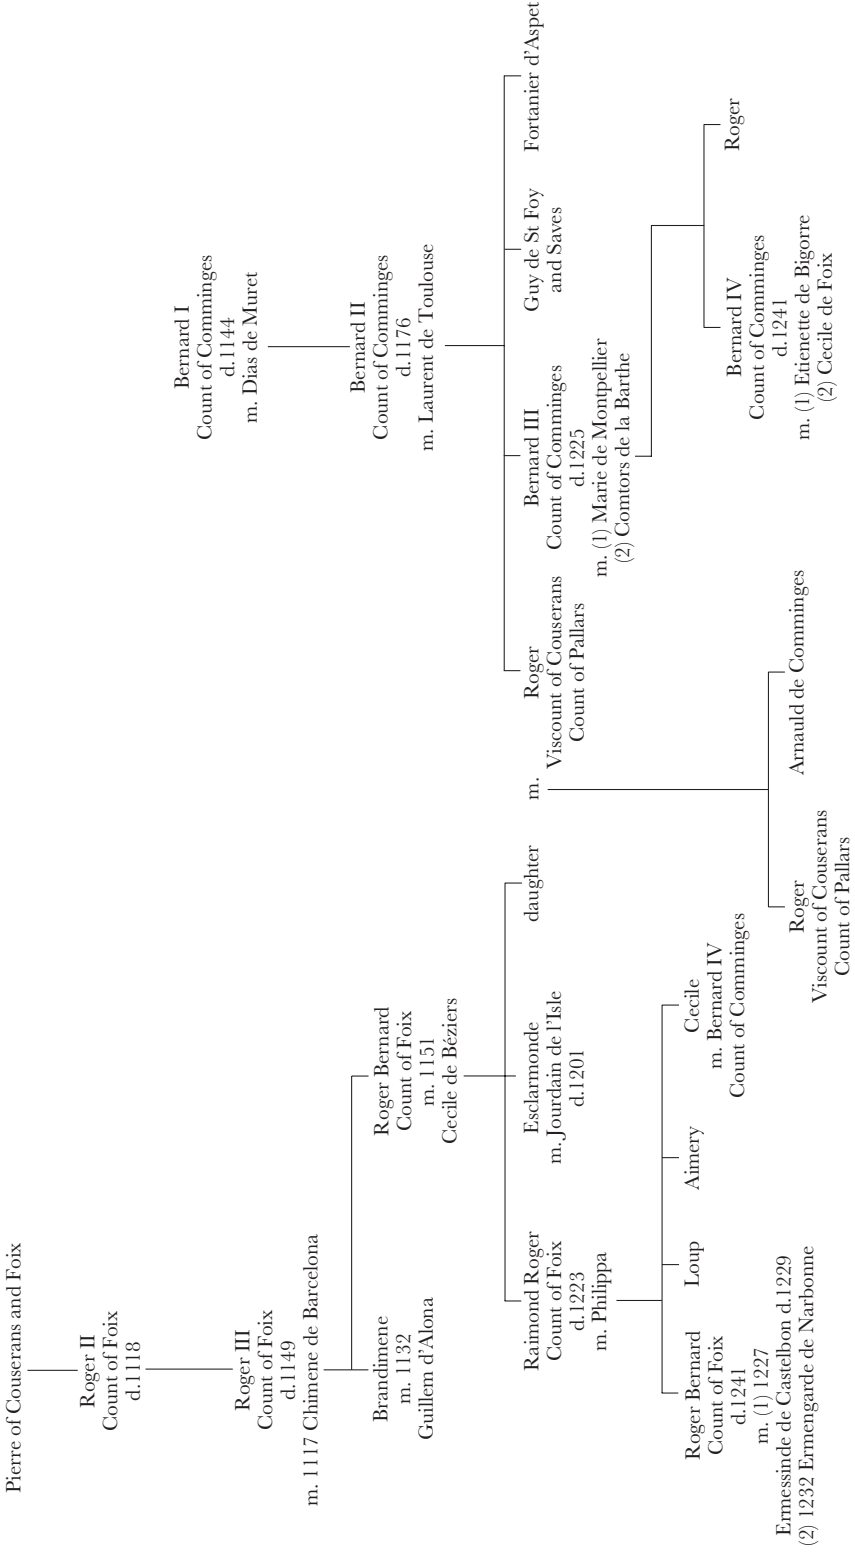 Pierre of Couserans and Foix
Roger II
Count of Foix
d.1118
Roger III
Count of Foix
d.1149
m. 1117 Chimene de Barcelona
Brandimene
m. 1132
Guillem d'Alona
Roger Bernard
Count of Foix
m. 1151
Cecile de Béziers
Raimond Roger
Count of Foix
d.1223
m. Philippa
Esclarmonde
m. Jourdain de l'Isle
d.1201
daughter
m.
Roger Bernard
Count of Foix
d.1241
m. (1) 1227
Ermessinde de Castelbon d.1229
(2) 1232 Ermengarde de Narbonne
Loup
Aimery
Cecile
m. Bernard IV
Count of Comminges
Bernard I
Count of Comminges
d.1144
m. Dias de Muret
Bernard II
Count of Comminges
d.1176
m. Laurent de Toulouse
Roger
Viscount of Couserans
Count of Pallars
Bernard III
Count of Comminges
d.1225
m. (1) Marie de Montpellier
(2) Comtors de la Barthe
Guy de St Foy
and Saves
Fortanier d'Aspet
Bernard IV
Count of Comminges
d.1241
m. (1) Etienette de Bigorre
(2) Cecile de Foix
Roger
Roger
Viscount of Couserans
Count of Pallars
Arnauld de Comminges